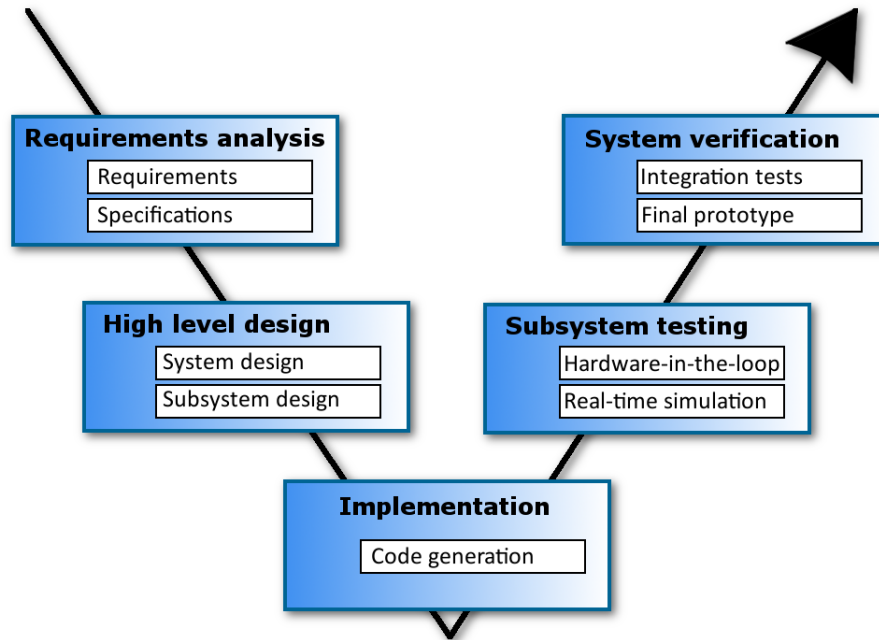 Requirements analysis
Requirements
Specifications
High level design
System design
Subsystem design
Implementation
Code generation
Subsystem testing
Hardware-in-the-loop
Real-time simulation
System verification
Integration tests
Final prototype